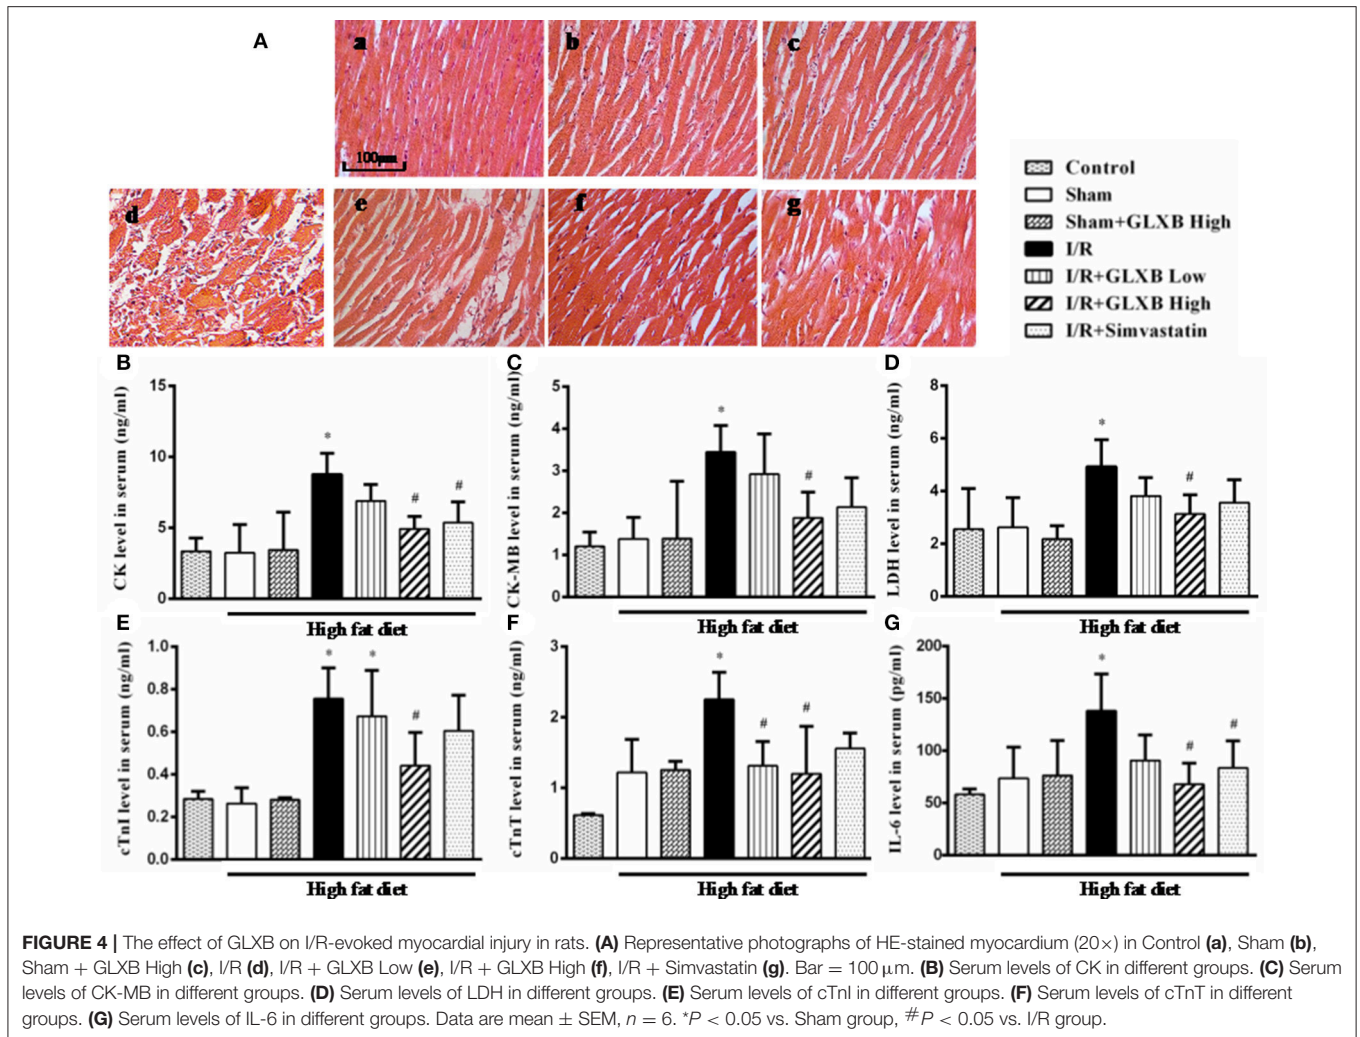 A
a
b
c
100μm
d
e
f
g
Control
Sham
Sham+GLXB High
I/R
I/R+GLXB Low
I/R+GLXB High
I/R+Simvastatin
B
CK level in serum (ng/ml)
15
10
5
0
*
#
#
High fat diet
C
CK-MB level in serum (ng/ml)
5
4
3
2
1
0
*
#
High fat diet
D
LDH level in serum (ng/ml)
8
6
4
2
0
*
#
High fat diet
E
cTnI level in serum (ng/ml)
1.0
0.8
0.6
0.4
0.2
0.0
*
*
#
High fat diet
F
cTnT level in serum (ng/ml)
3
2
1
0
*
#
#
High fat diet
G
IL-6 level in serum (pg/ml)
200
150
100
50
0
*
#
#
High fat diet
FIGURE 4 | The effect of GLXB on I/R-evoked myocardial injury in rats. (A) Representative photographs of HE-stained myocardium (20×) in Control (a), Sham (b),
Sham + GLXB High (c), I/R (d), I/R + GLXB Low (e), I/R + GLXB High (f), I/R + Simvastatin (g). Bar = 100 μm. (B) Serum levels of CK in different groups. (C) Serum
levels of CK-MB in different groups. (D) Serum levels of LDH in different groups. (E) Serum levels of cTnI in different groups. (F) Serum levels of cTnT in different
groups. (G) Serum levels of IL-6 in different groups. Data are mean ± SEM, n = 6. *P < 0.05 vs. Sham group, #P < 0.05 vs. I/R group.